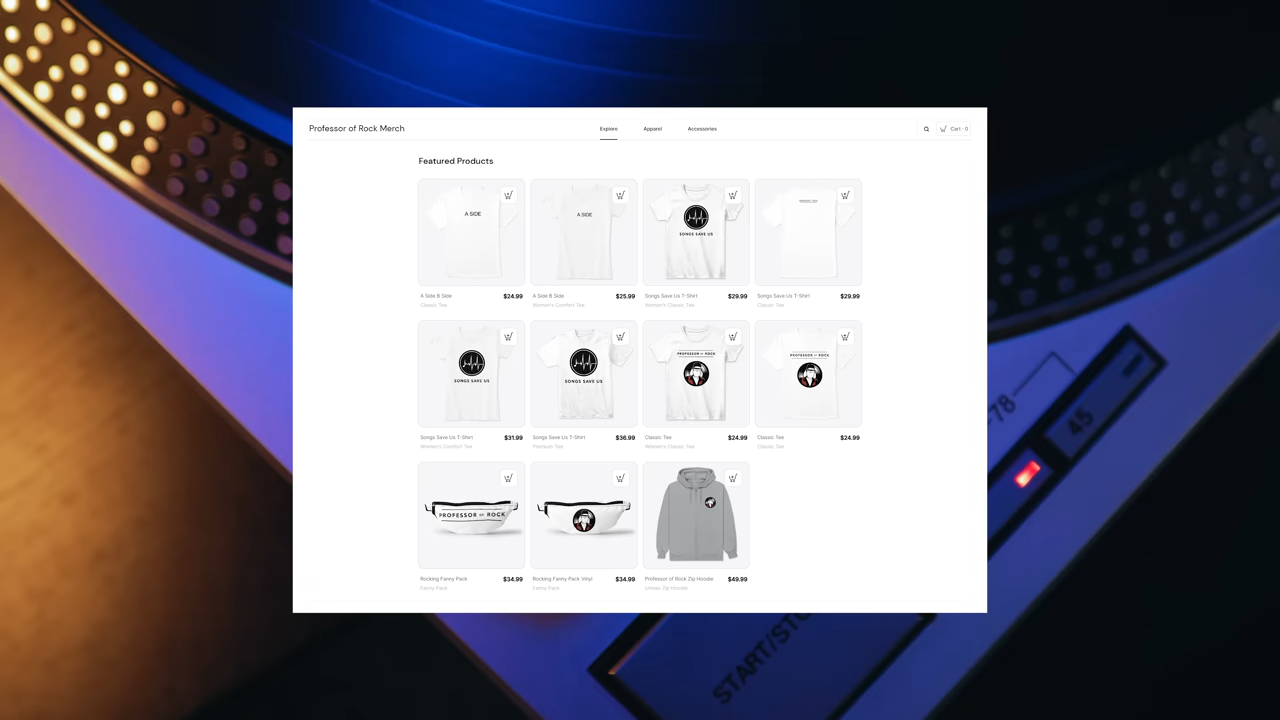 Professor of Rock Merch
Explore
Apparel
Accessories
Cart · 0
Featured Products
A SIDE
A SIDE
SONGS SAVE US
A Side B Side $24.99
Classic Tee
A Side B Side $25.99
Women's Comfort Tee
Songs Save Us T-Shirt $29.99
Women's Classic Tee
Songs Save Us T-Shirt $29.99
Classic Tee
SONGS SAVE US
SONGS SAVE US
PROFESSOR OF ROCK
PROFESSOR OF ROCK
Songs Save Us T-Shirt $31.99
Women's Comfort Tee
Songs Save Us T-Shirt $36.99
Premium Tee
Classic Tee $24.99
Women's Classic Tee
Classic Tee $24.99
Classic Tee
PROFESSOR OF ROCK
Rocking Fanny Pack $34.99
Fanny Pack
Rocking Fanny Pack Vinyl $34.99
Fanny Pack
Professor of Rock Zip Hoodie $49.99
Unisex Zip Hoodie
78
45
START/STO